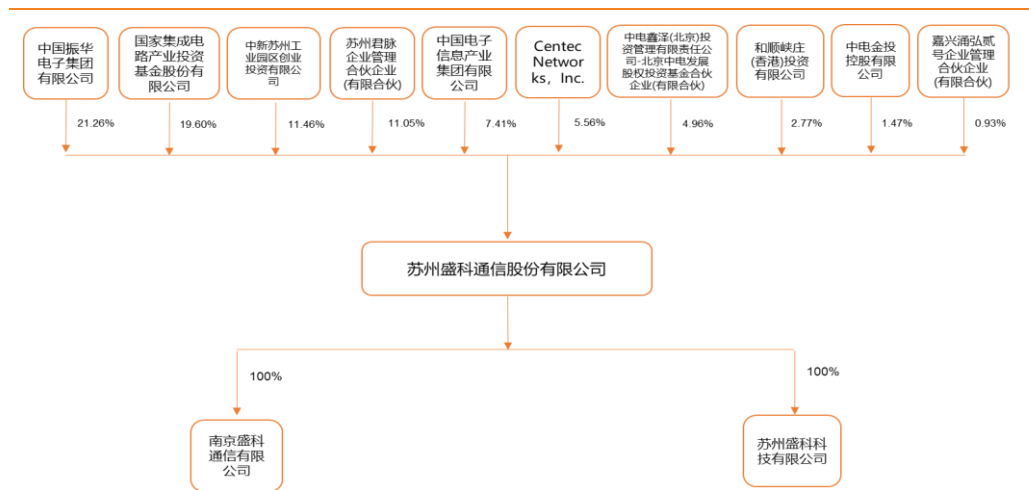 中国振华
电子集团
有限公司
国家集成电
路产业投资
基金股份有
限公司
中新苏州工
业园区创业
投资有限公
司
苏州君脉
企业管理
合伙企业
(有限合伙)
中国电子
信息产业
集团有限
公司
Centec
Networ
ks, Inc.
中电鑫泽(北京)投
资管理有限责任公
司-北京中电发展
股权投资基金合伙
企业(有限合伙)
和顺峡庄
(香港)投资
有限公司
中电金投
控股有限
公司
嘉兴涌弘贰
号企业管理
合伙企业
(有限合伙)
21.26%
19.60%
11.46%
11.05%
7.41%
5.56%
4.96%
2.77%
1.47%
0.93%
苏州盛科通信股份有限公司
100%
100%
南京盛科
通信有限
公司
苏州盛科科
技有限公司